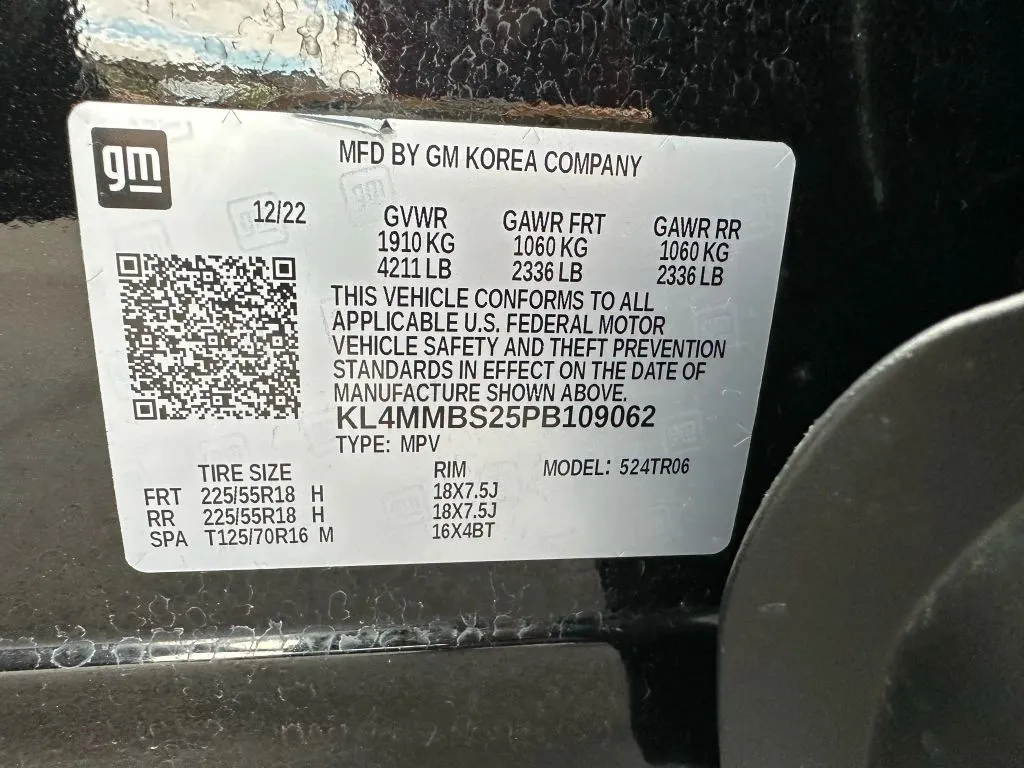 gm
MFD BY GM KOREA COMPANY
12/22 GVWR GAWR FRT GAWR RR
1910 KG 1060 KG 1060 KG
4211 LB 2336 LB 2336 LB
THIS VEHICLE CONFORMS TO ALL
APPLICABLE U.S. FEDERAL MOTOR
VEHICLE SAFETY AND THEFT PREVENTION
STANDARDS IN EFFECT ON THE DATE OF
MANUFACTURE SHOWN ABOVE.
KL4MMBS25PB109062
TYPE: MPV
TIRE SIZE RIM MODEL: 524TR06
FRT 225/55R18 H 18X7.5J
RR 225/55R18 H 18X7.5J
SPA T125/70R16 M 16X4BT